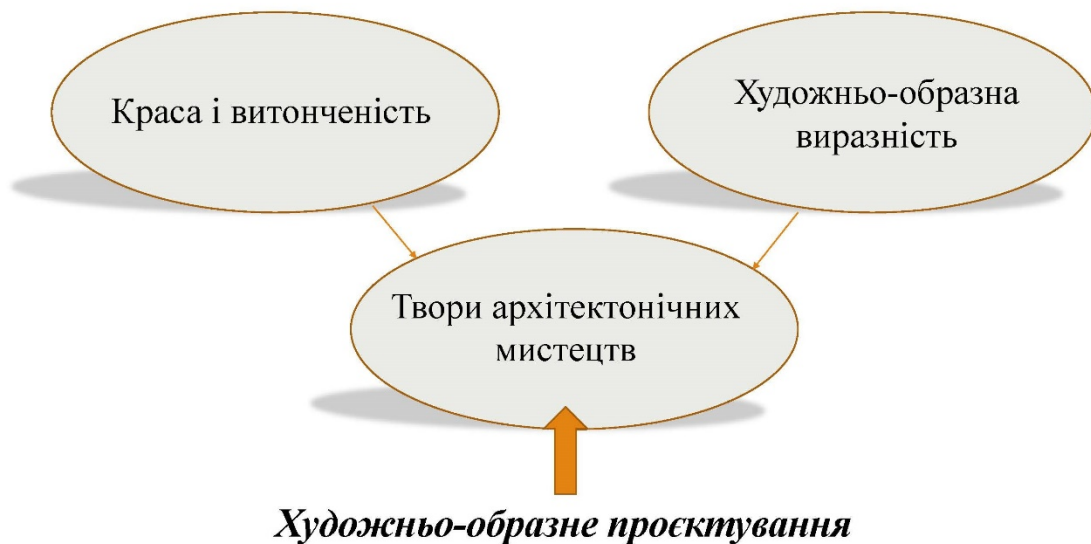 Краса і витонченість
Художньо-образна
виразність
Твори архітектонічних
мистецтв
Художньо-образне проєктування